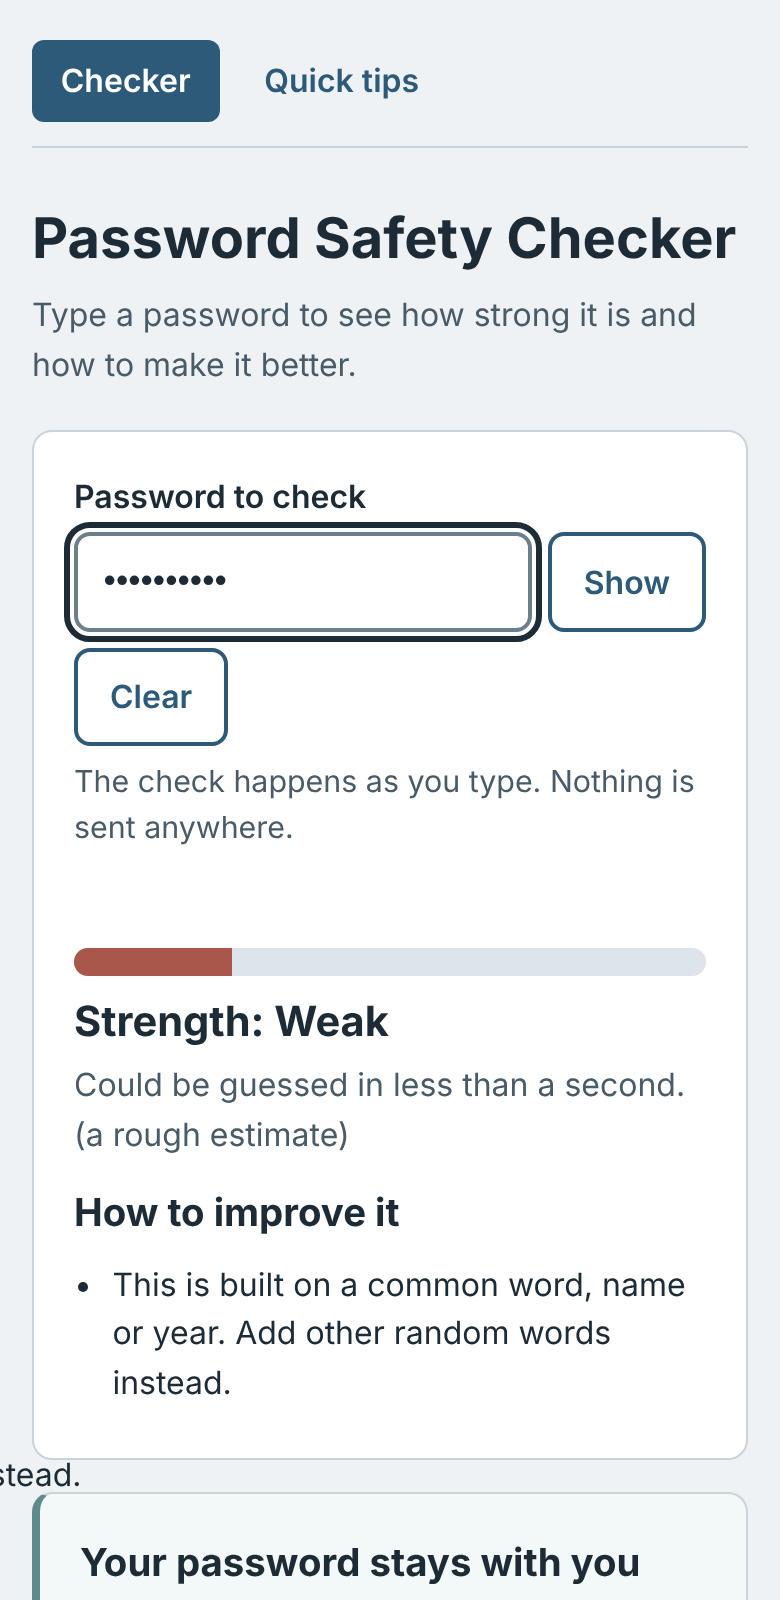 Checker
Quick tips
Password Safety Checker
Type a password to see how strong it is and
how to make it better.
Password to check
••••••••••
Show
Clear
The check happens as you type. Nothing is
sent anywhere.
Strength: Weak
Could be guessed in less than a second.
(a rough estimate)
How to improve it
• This is built on a common word, name
or year. Add other random words
instead.
stead.
Your password stays with you